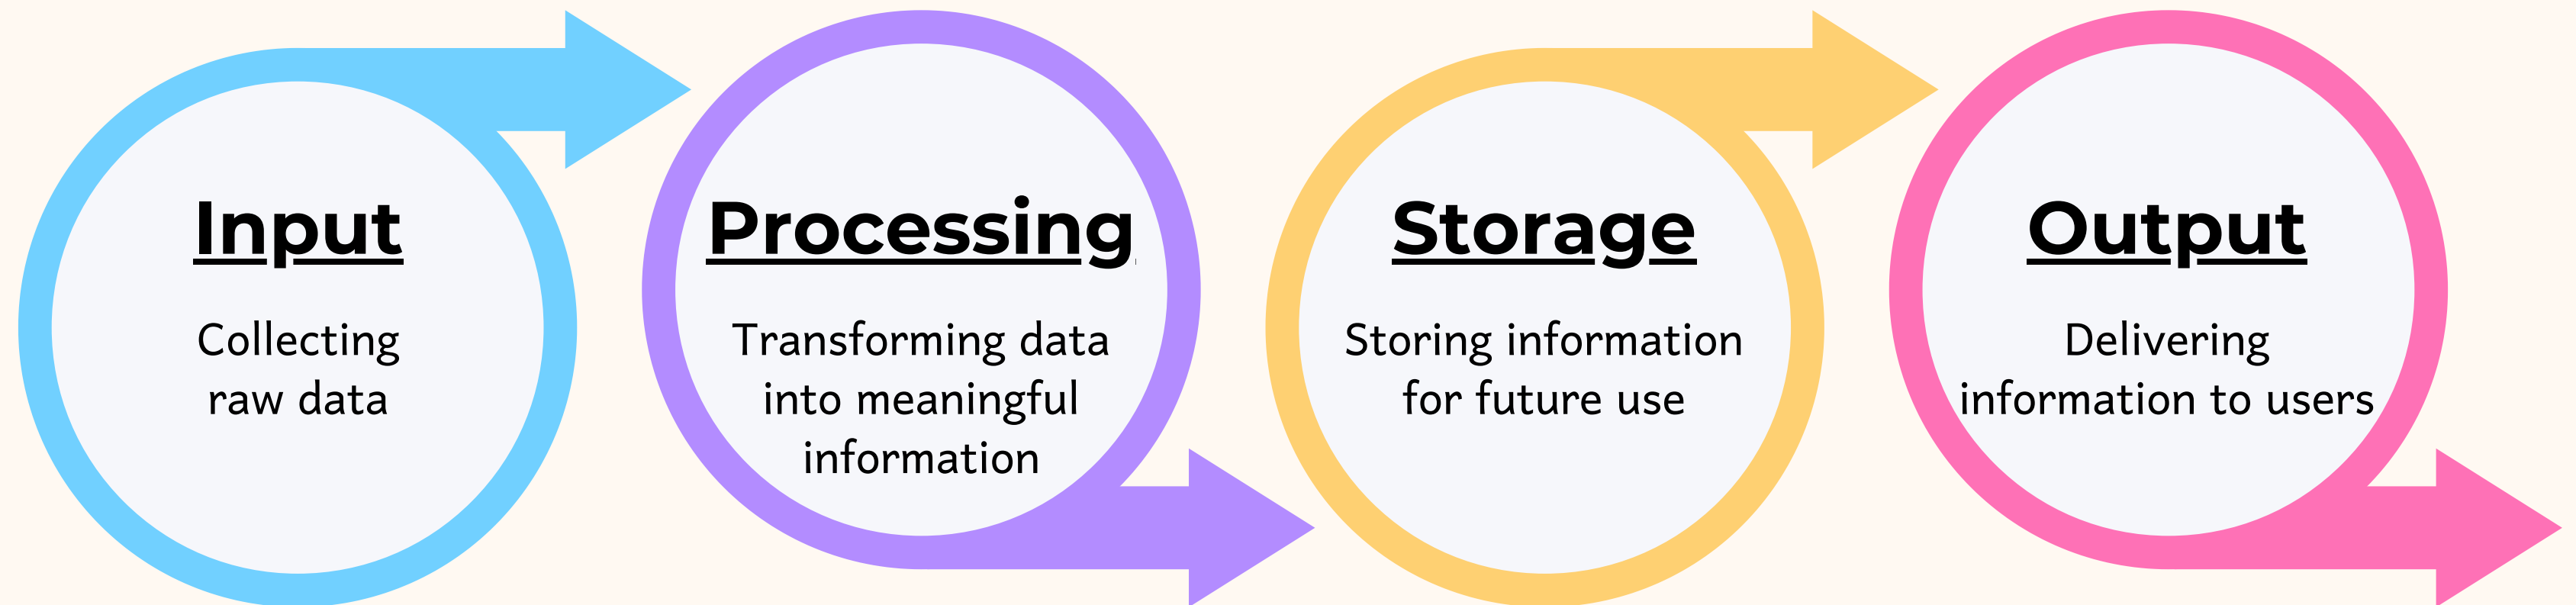 Input
Collecting
raw data
Processing
Transforming data
into meaningful
information
Storage
Storing information
for future use
Output
Delivering
information to users